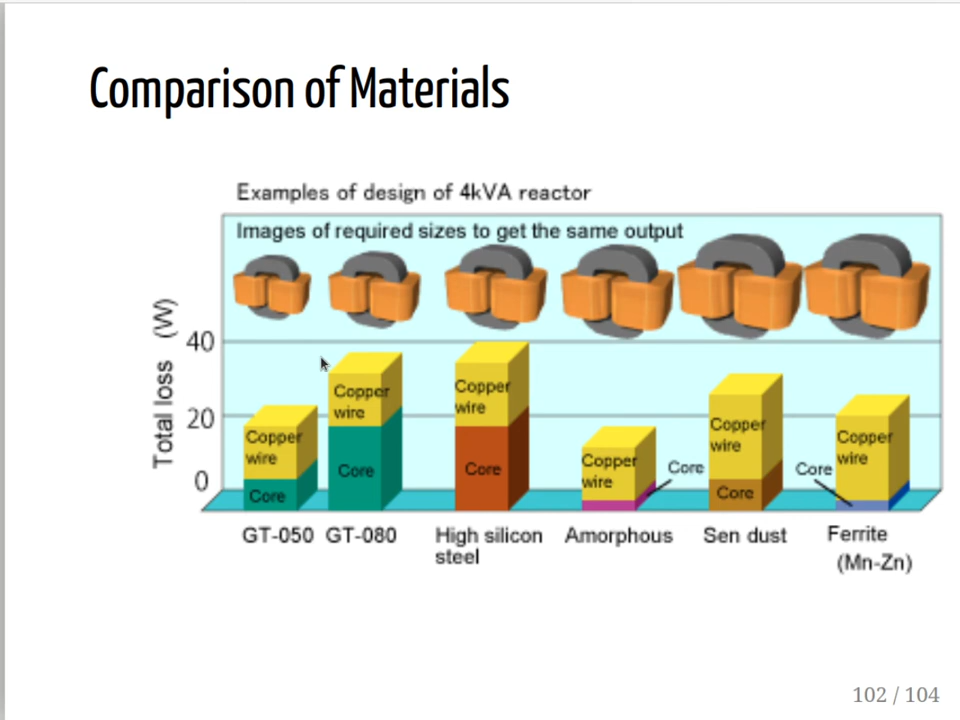 Comparison of Materials
Examples of design of 4kVA reactor
Images of required sizes to get the same output
Total loss (W)
40
20
0
Copper
wire
Core
Copper
wire
Core
Copper
wire
Core
Copper
wire
Core
Copper
wire
Core
Copper
wire
Core
GT-050
GT-080
High silicon
steel
Amorphous
Sen dust
Ferrite
(Mn-Zn)
102 / 104